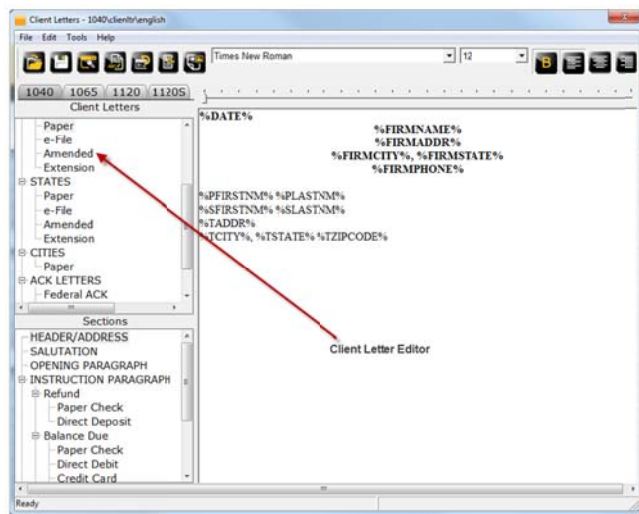 Client Letters - 1040\clienltr\english
File Edit Tools Help
Times New Roman
12
B
1040 1065 1120 1120S
Client Letters
Paper
e-File
Amended
Extension
STATES
Paper
e-File
Amended
Extension
CITIES
Paper
ACK LETTERS
Federal ACK
Sections
HEADER/ADDRESS
SALUTATION
OPENING PARAGRAPH
INSTRUCTION PARAGRAPH
Refund
Paper Check
Direct Deposit
Balance Due
Paper Check
Direct Debit
Credit Card
%DATE%
%FIRMNAME%
%FIRMADDR%
%FIRMCITY%, %FIRMSTATE%
%FIRMPHONE%
%PFIRSTNM% %PLASTNM%
%SFIRSTNM% %SLASTNM%
%TADDR%
%TCITY%, %TSTATE% %TZIPCODE%
Client Letter Editor
Ready